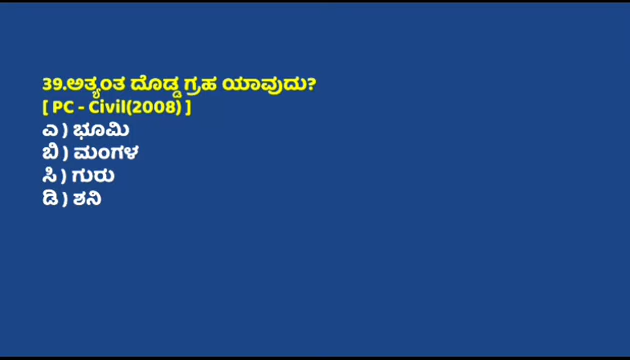 39.ಅತ್ಯಂತ ದೊಡ್ಡ ಗ್ರಹ ಯಾವುದು?
[ PC - Civil(2008) ]
ಎ ) ಭೂಮಿ
ಬಿ ) ಮಂಗಳ
ಸಿ ) ಗುರು
ಡಿ ) ಶನಿ